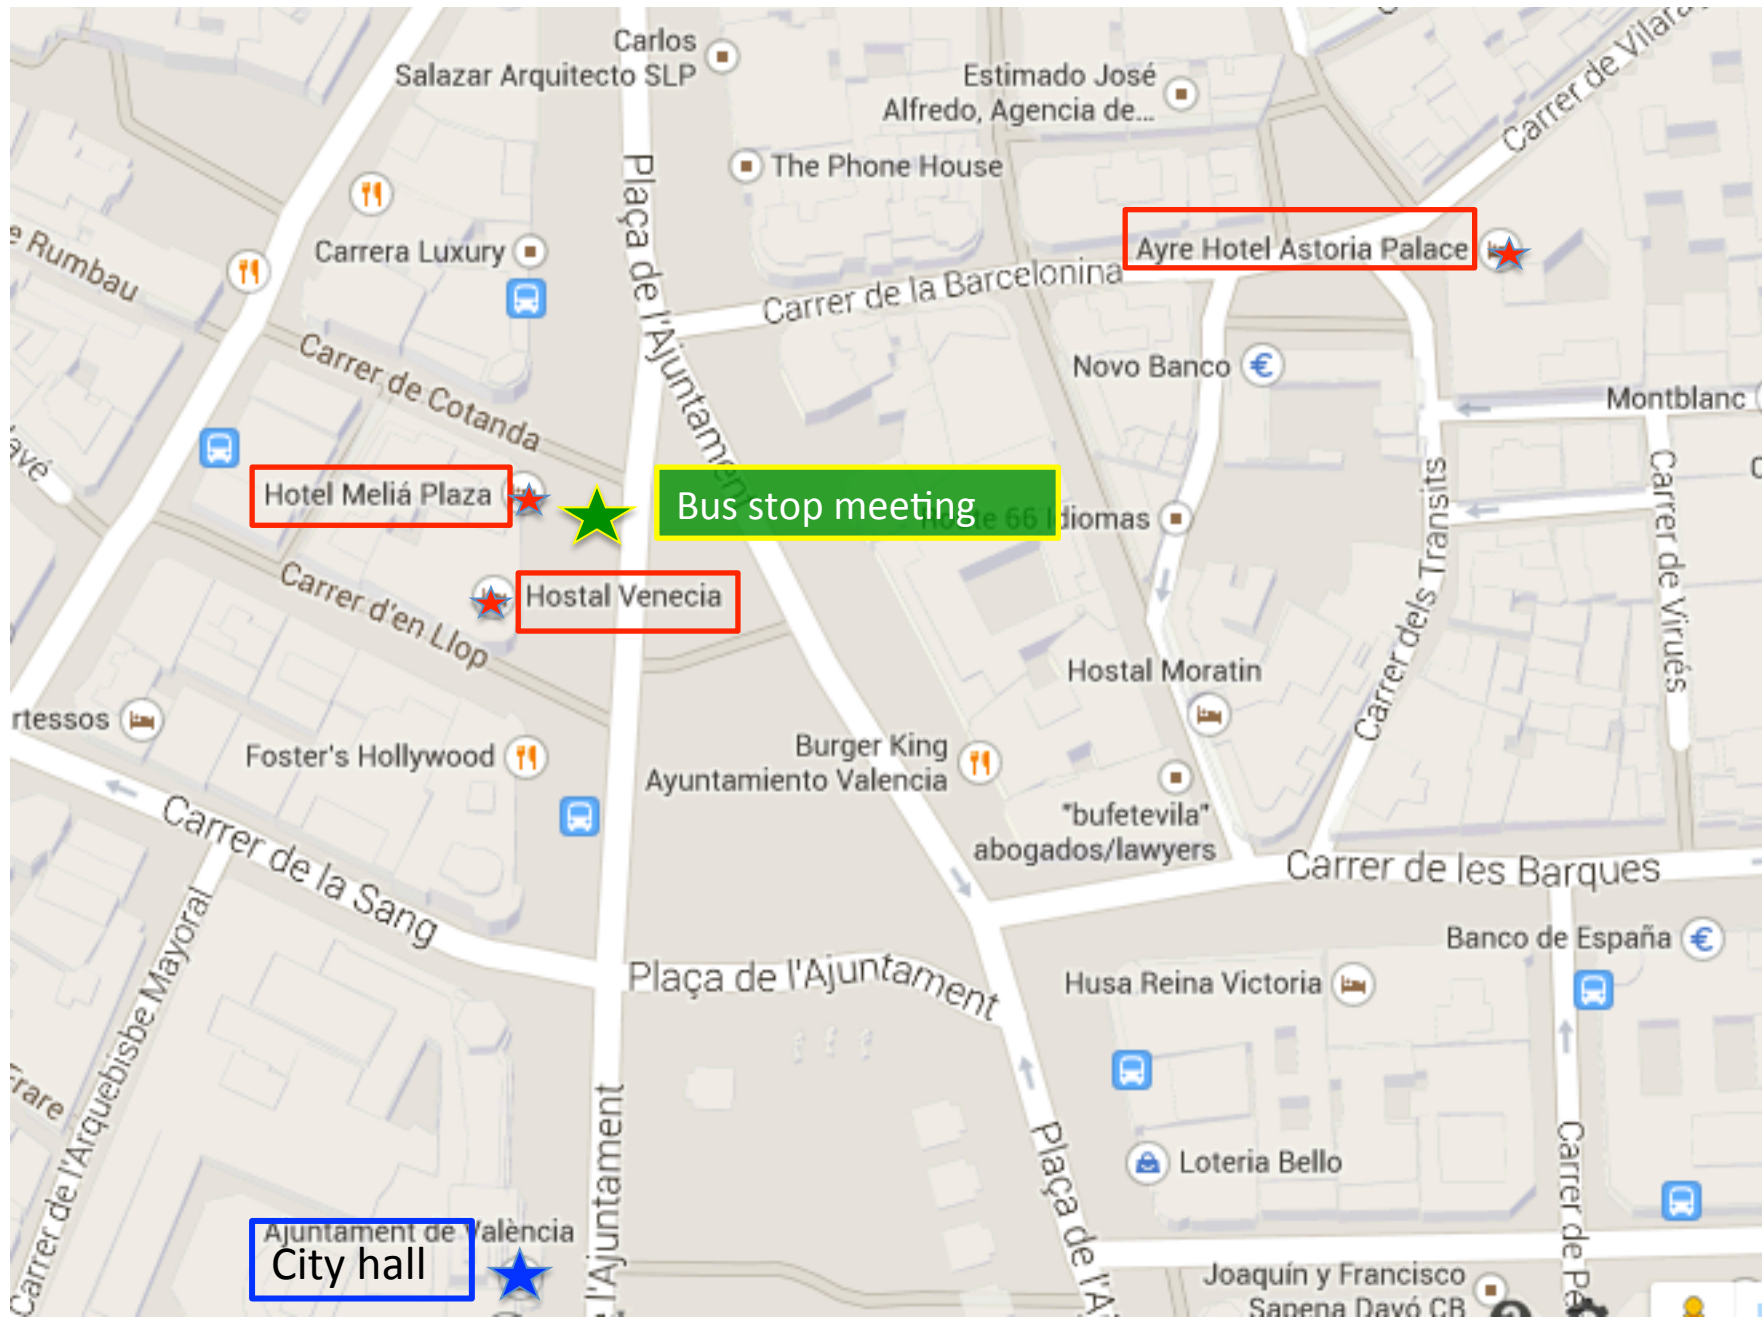 Carlos
Salazar Arquitecto SLP
Estimado José
Alfredo, Agencia de...
Carrer de Vilara
The Phone House
Plaça de l'Ajuntament
Carrera Luxury
Ayre Hotel Astoria Palace
e Rumbau
Carrer de la Barcelonina
Carrer de Cotanda
Novo Banco
Montblanc
avé
Hotel Meliá Plaza
Bus stop meeting
Idiomas
Carrer dels Transits
Carrer de Virués
Carrer d'en Llop
Hostal Venecia
Hostal Moratin
rtessos
Foster's Hollywood
Burger King
Ayuntamiento Valencia
"bufetevila"
abogados/lawyers
Carrer de la Sang
Carrer de les Barques
Banco de España
Plaça de l'Ajuntament
Husa Reina Victoria
Carrer de l'Arquebisbe Mayoral
rare
l'Ajuntament
Plaça de l'A
Loteria Bello
Carrer de Pé
Ajuntament de València
City hall
Joaquín y Francisco
Sapena Davó CB